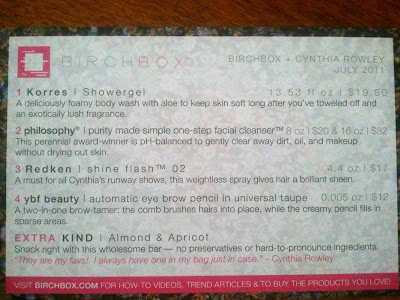 BIRCHBOX
BIRCHBOX + CYNTHIA ROWLEY
JULY 2011
1 Korres | Showergel 13.53 fl oz | $19.50
A deliciously foamy body wash with aloe to keep skin soft long after you've toweled off and
an exotically lush fragrance.
2 philosophy® | purity made simple one-step facial cleanser™ 8 oz | $20 & 16 oz | $32
This perennial award-winner is pH-balanced to gently clear away dirt, oil, and makeup
without drying out skin.
3 Redken | shine flash™ 02 4.4 oz | $17
A must for all Cynthia's runway shows, this weightless spray gives hair a brilliant sheen.
4 ybf beauty | automatic eye brow pencil in universal taupe 0.005 oz | $12
A two-in-one brow-tamer: the comb brushes hairs into place, while the creamy pencil fills in
sparse areas.
EXTRA KIND | Almond & Apricot
Snack right with this wholesome bar — no preservatives or hard-to-pronounce ingredients.
"They are my favs!. I always have one in my bag just in case." - Cynthia Rowley
VISIT BIRCHBOX.COM FOR HOW-TO VIDEOS, TREND ARTICLES & TO BUY THE PRODUCTS YOU LOVE!